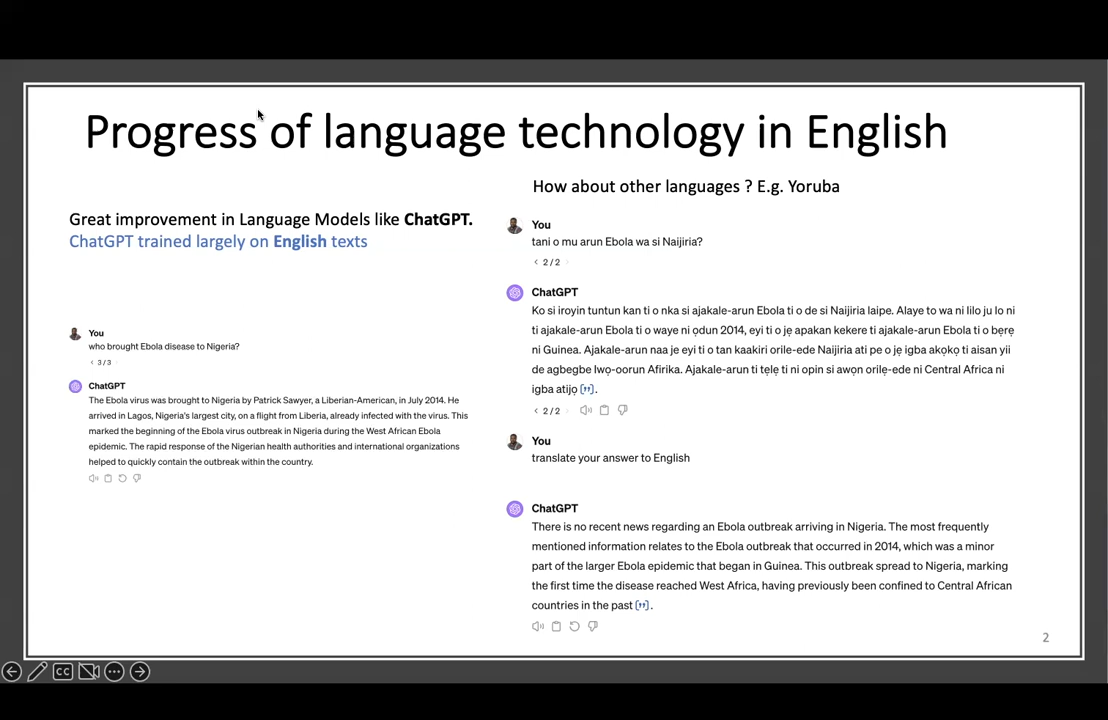 Progress of language technology in English
Great improvement in Language Models like ChatGPT.
ChatGPT trained largely on English texts
You
who brought Ebola disease to Nigeria?
< 3/3 >
ChatGPT
The Ebola virus was brought to Nigeria by Patrick Sawyer, a Liberian-American, in July 2014. He
arrived in Lagos, Nigeria's largest city, on a flight from Liberia, already infected with the virus. This
marked the beginning of the Ebola virus outbreak in Nigeria during the West African Ebola
epidemic. The rapid response of the Nigerian health authorities and international organizations
helped to quickly contain the outbreak within the country.
How about other languages ? E.g. Yoruba
You
tani o mu arun Ebola wa si Naijiria?
< 2/2 >
ChatGPT
Ko si iroyin tuntun kan ti o nka si ajakale-arun Ebola ti o de si Naijiria laipe. Alaye to wa ni lilo ju lo ni
ti ajakale-arun Ebola ti o waye ni ọdun 2014, eyi ti o jẹ apakan kekere ti ajakale-arun Ebola ti o bẹrẹ
ni Guinea. Ajakale-arun naa jẹ eyi ti o tan kaakiri orile-ede Naijiria ati pe o jẹ igba akọkọ ti aisan yii
de agbegbe Iwọ-oorun Afirika. Ajakale-arun ti tẹlẹ ti ni opin si awọn orilẹ-ede ni Central Africa ni
igba atijọ ["].
< 2/2 >
You
translate your answer to English
ChatGPT
There is no recent news regarding an Ebola outbreak arriving in Nigeria. The most frequently
mentioned information relates to the Ebola outbreak that occurred in 2014, which was a minor
part of the larger Ebola epidemic that began in Guinea. This outbreak spread to Nigeria, marking
the first time the disease reached West Africa, having previously been confined to Central African
countries in the past ["].
2
CC